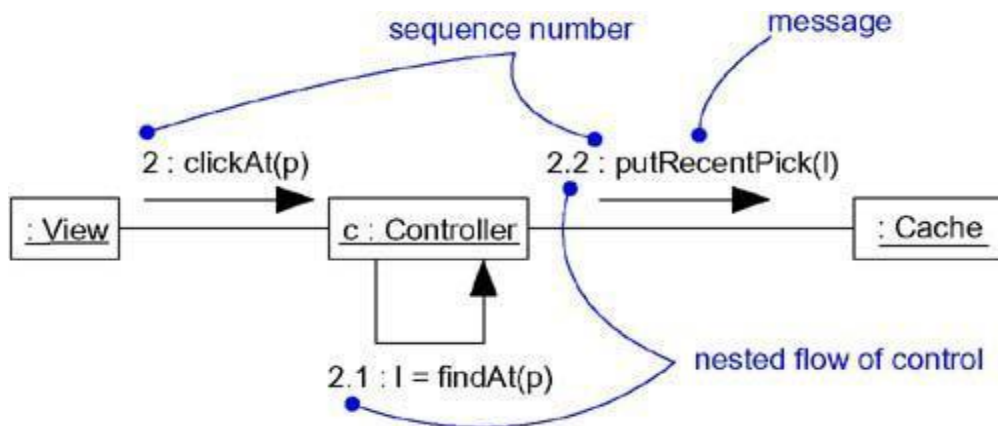 sequence number
message
2 : clickAt(p)
2.2 : putRecentPick(l)
: View
c : Controller
: Cache
2.1 : l = findAt(p)
nested flow of control